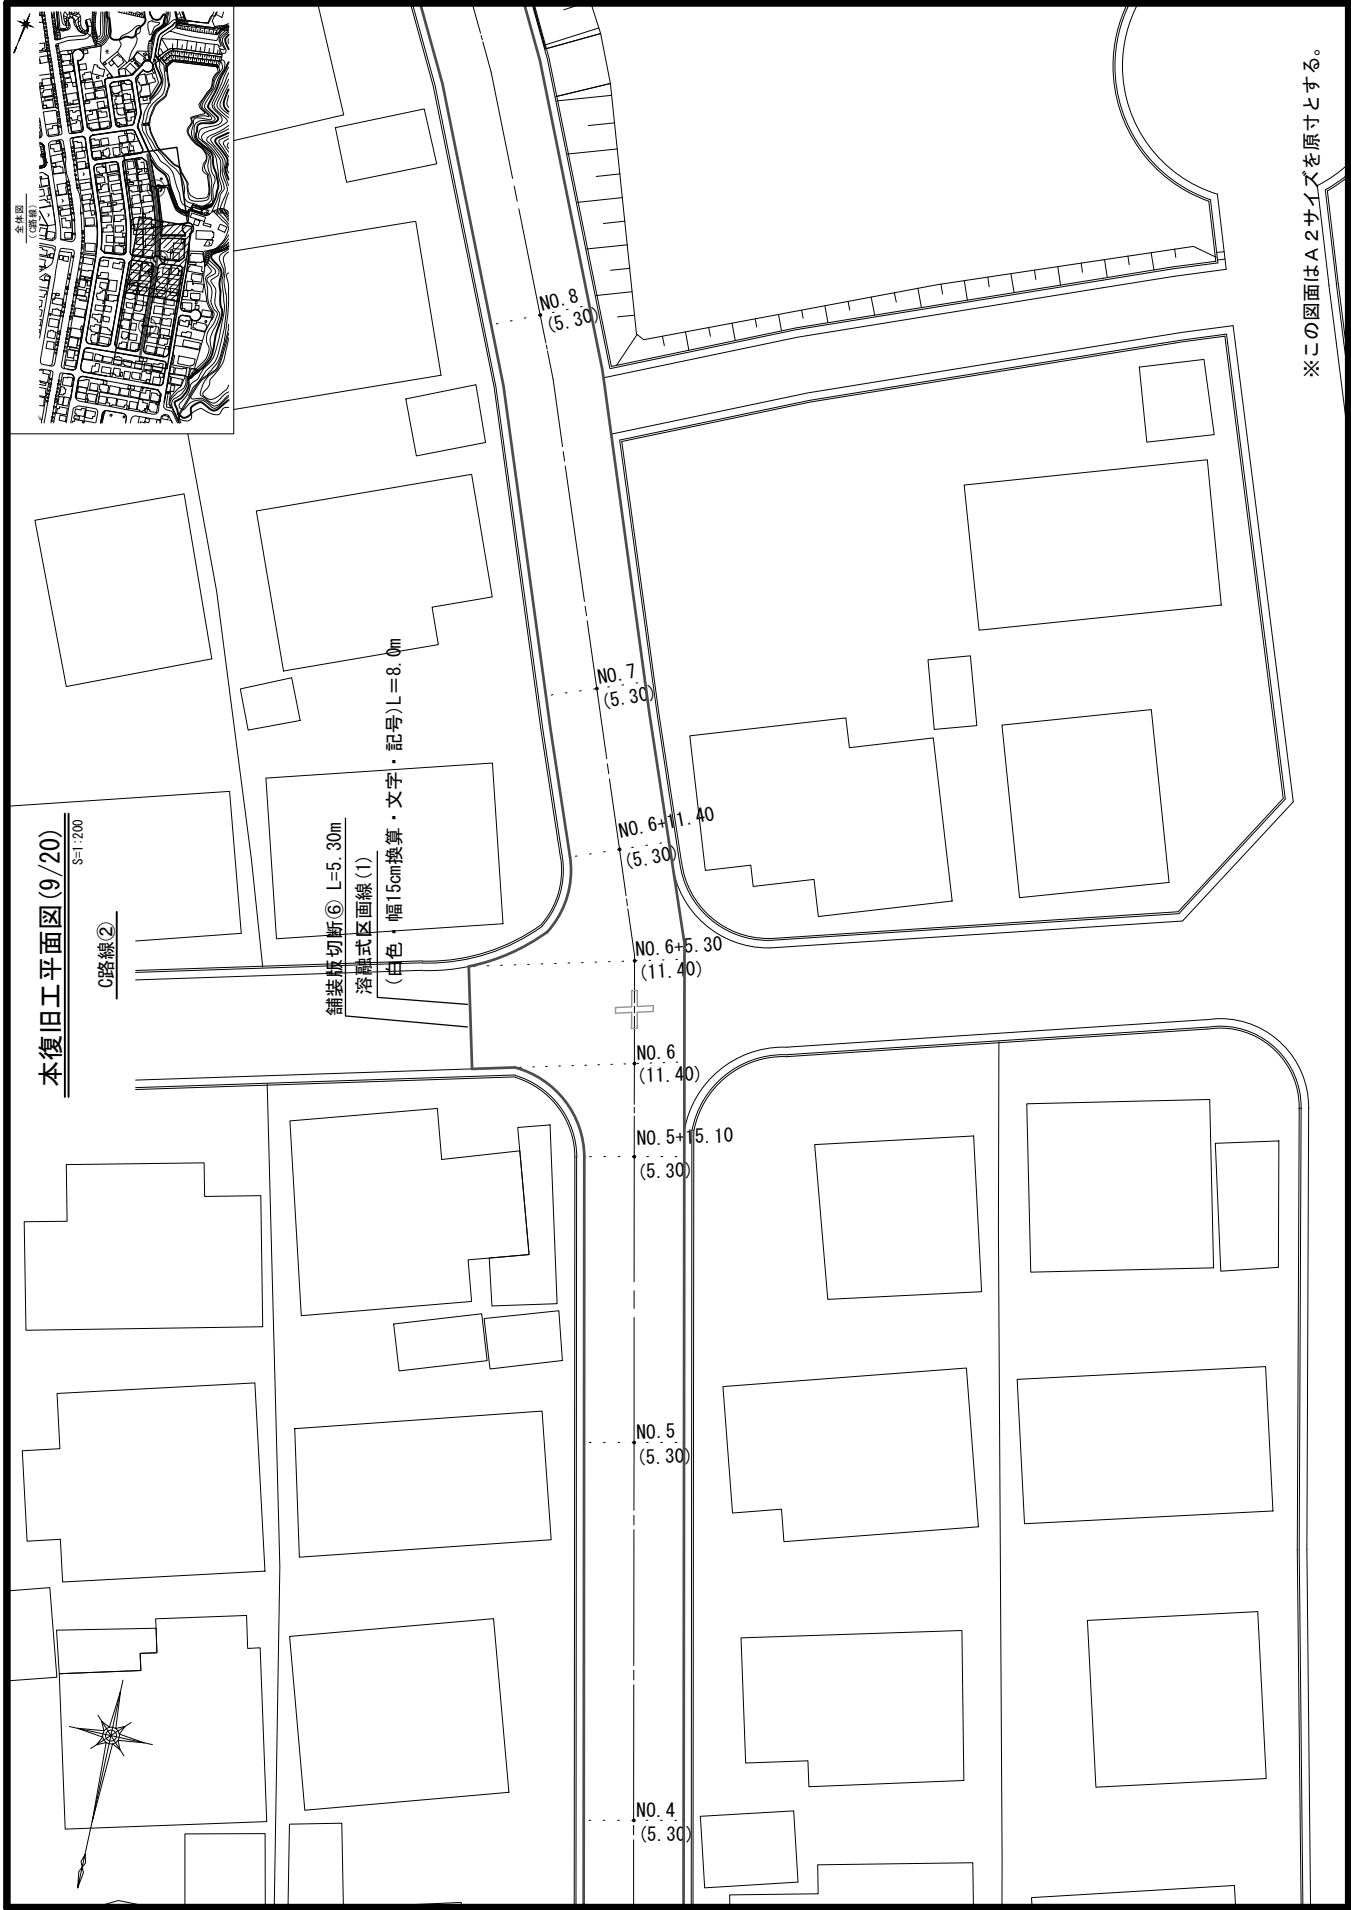 全体図
(C路線)
本復旧工平面図(9/20)
S=1:200
C路線②
舗装版切断⑥ L=5.30m
溶融式区画線(1)
(白色・幅15cm換算・文字・記号)L=8.0m
※この図面はA2サイズを原寸とする。
NO.8
(5.30)
NO.7
(5.30)
NO.6+11.40
(5.30)
NO.6+5.30
(11.40)
NO.6
(11.40)
NO.5+15.10
(5.30)
NO.5
(5.30)
NO.4
(5.30)